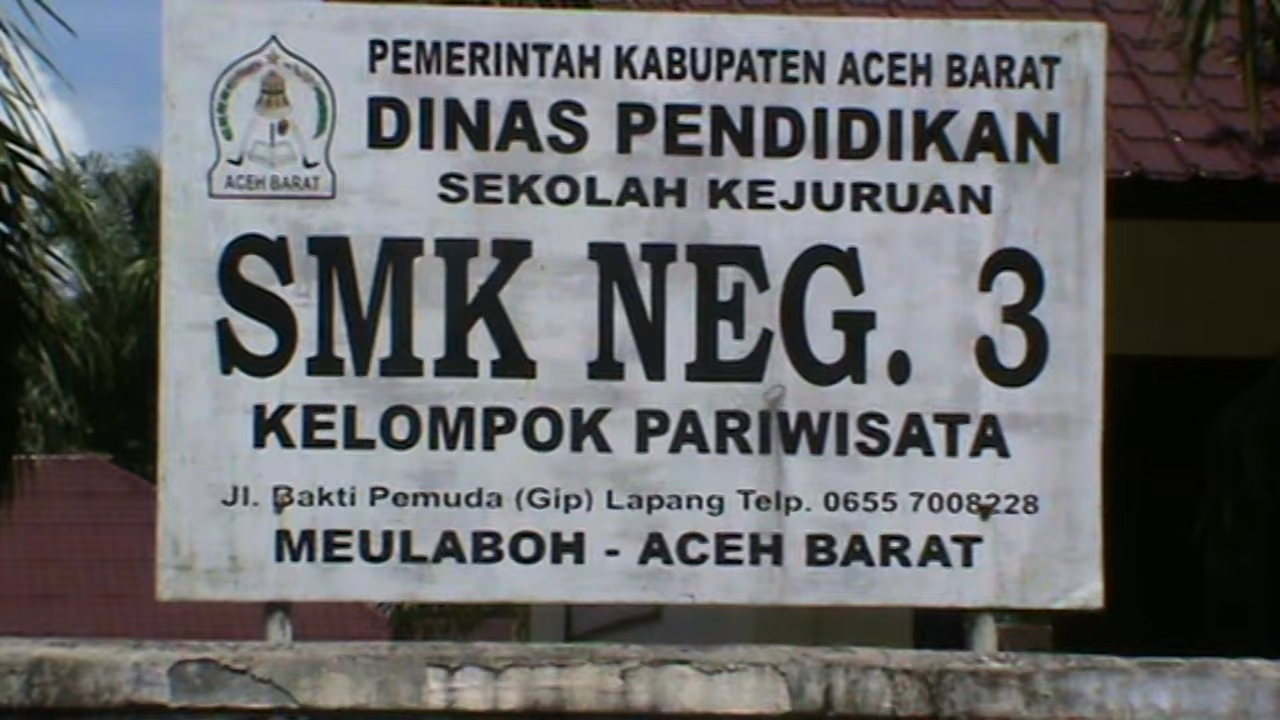 PEMERINTAH KABUPATEN ACEH BARAT
DINAS PENDIDIKAN
SEKOLAH KEJURUAN
ACEH BARAT
SMK NEG. 3
KELOMPOK PARIWISATA
Jl. Bakti Pemuda (Gip) Lapang Telp. 0655 7008228
MEULABOH - ACEH BARAT